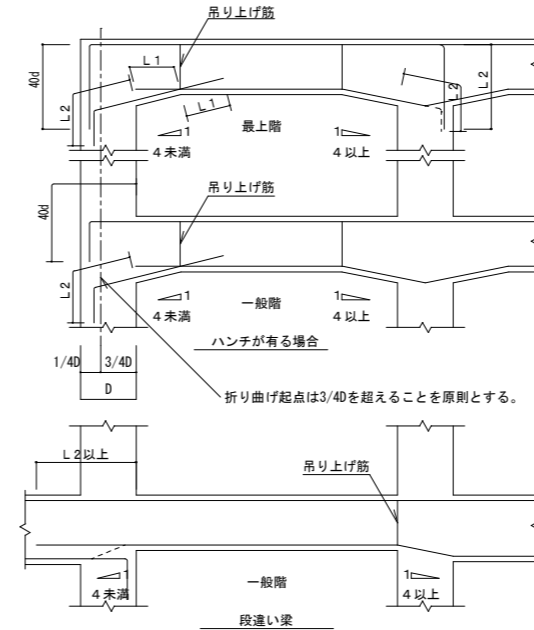 吊り上げ筋
L1
40d
L2
L2
L2
L1
最上階
1
4未満
1
4以上
吊り上げ筋
40d
L2
1
4未満
一般階
1
4以上
ハンチが有る場合
1/4D
3/4D
D
折り曲げ起点は3/4Dを超えることを原則とする。
L2以上
吊り上げ筋
1
4未満
一般階
1
4以上
段違い梁